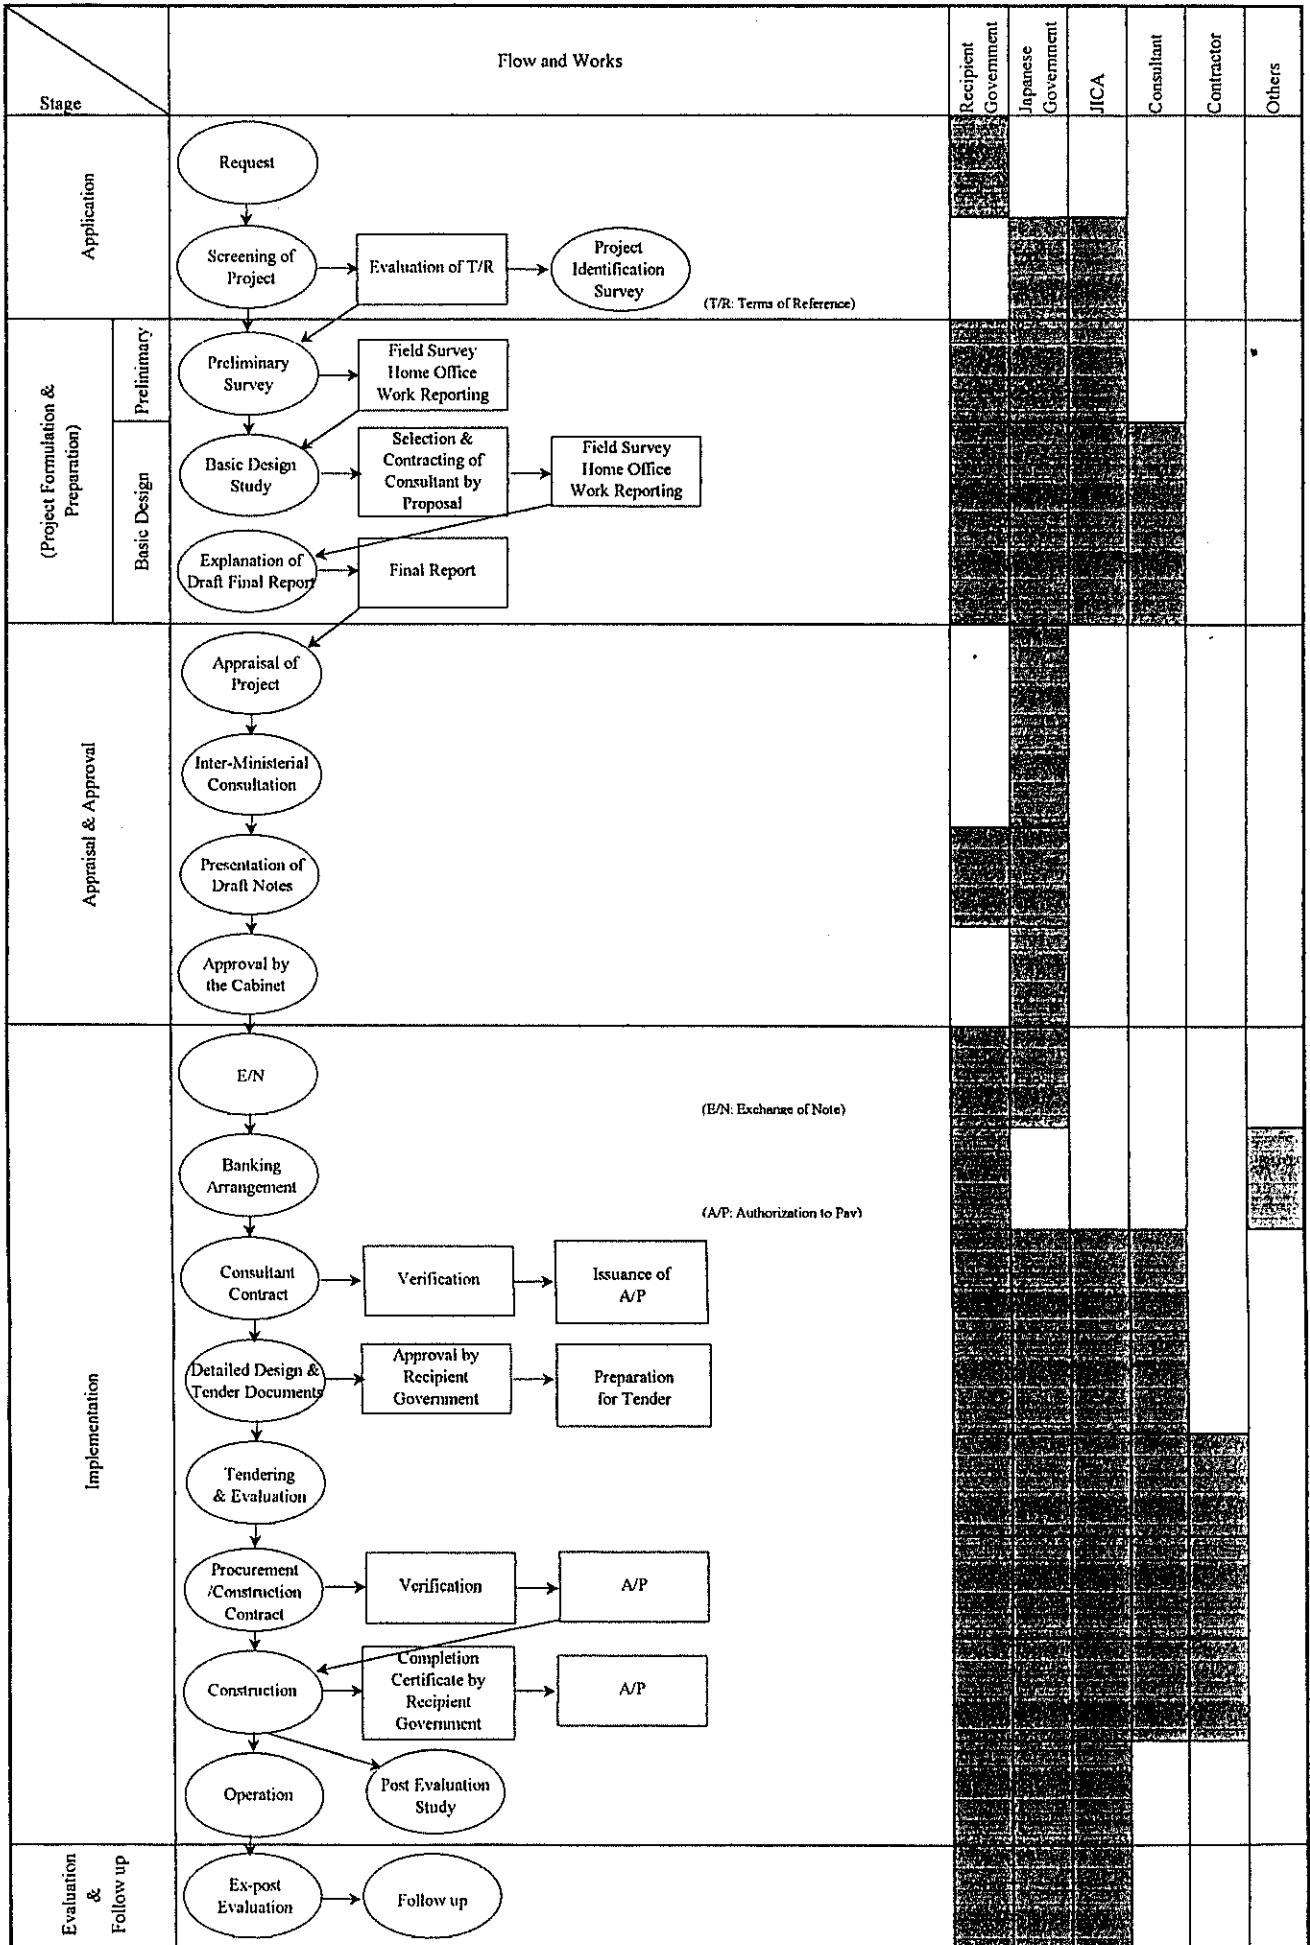 Stage
Flow and Works
Recipient
Government
Japanese
Government
JICA
Consultant
Contractor
Others
Application
Request
Screening of
Project
Evaluation of T/R
Project
Identification
Survey
(T/R: Terms of Reference)
(Project Formulation &
Preparation)
Prelinimary
Preliminary
Survey
Field Survey
Home Office
Work Reporting
Basic Design
Basic Design
Study
Selection &
Contracting of
Consultant by
Proposal
Field Survey
Home Office
Work Reporting
Explanation of
Draft Final Report
Final Report
Appraisal & Approval
Appraisal of
Project
Inter-Ministerial
Consultation
Presentation of
Draft Notes
Approval by
the Cabinet
Implementation
E/N
(E/N: Exchange of Note)
Banking
Arrangement
(A/P: Authorization to Pay)
Consultant
Contract
Verification
Issuance of
A/P
Detailed Design &
Tender Documents
Approval by
Recipient
Government
Preparation
for Tender
Tendering
& Evaluation
Procurement
/Construction
Contract
Verification
A/P
Construction
Completion
Certificate by
Recipient
Government
A/P
Operation
Post Evaluation
Study
Evaluation
&
Follow up
Ex-post
Evaluation
Follow up